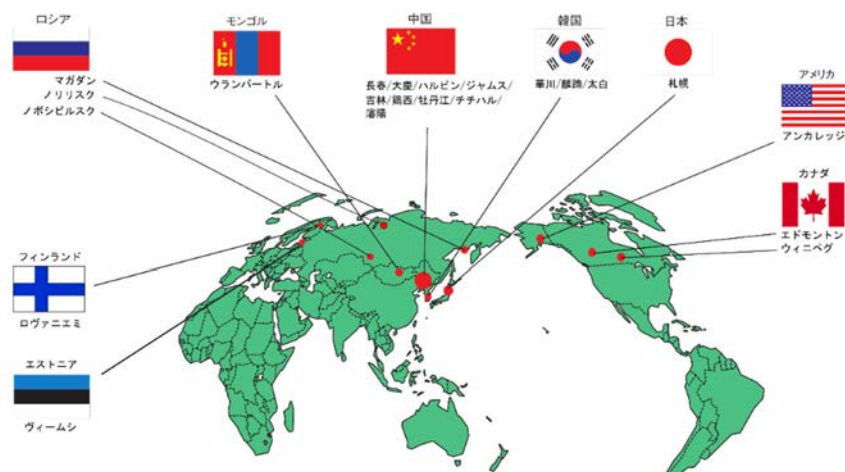 ロシア
マガダン
ノリリスク
ノボシビルスク
モンゴル
ウランバートル
中国
長春/大慶/ハルビン/ジャムス/
吉林/鶏西/牡丹江/チチハル/
瀋陽
韓国
華川/麟蹄/太白
日本
札幌
アメリカ
アンカレッジ
カナダ
エドモントン
ウィニペグ
フィンランド
ロヴァニエミ
エストニア
ヴィームシ